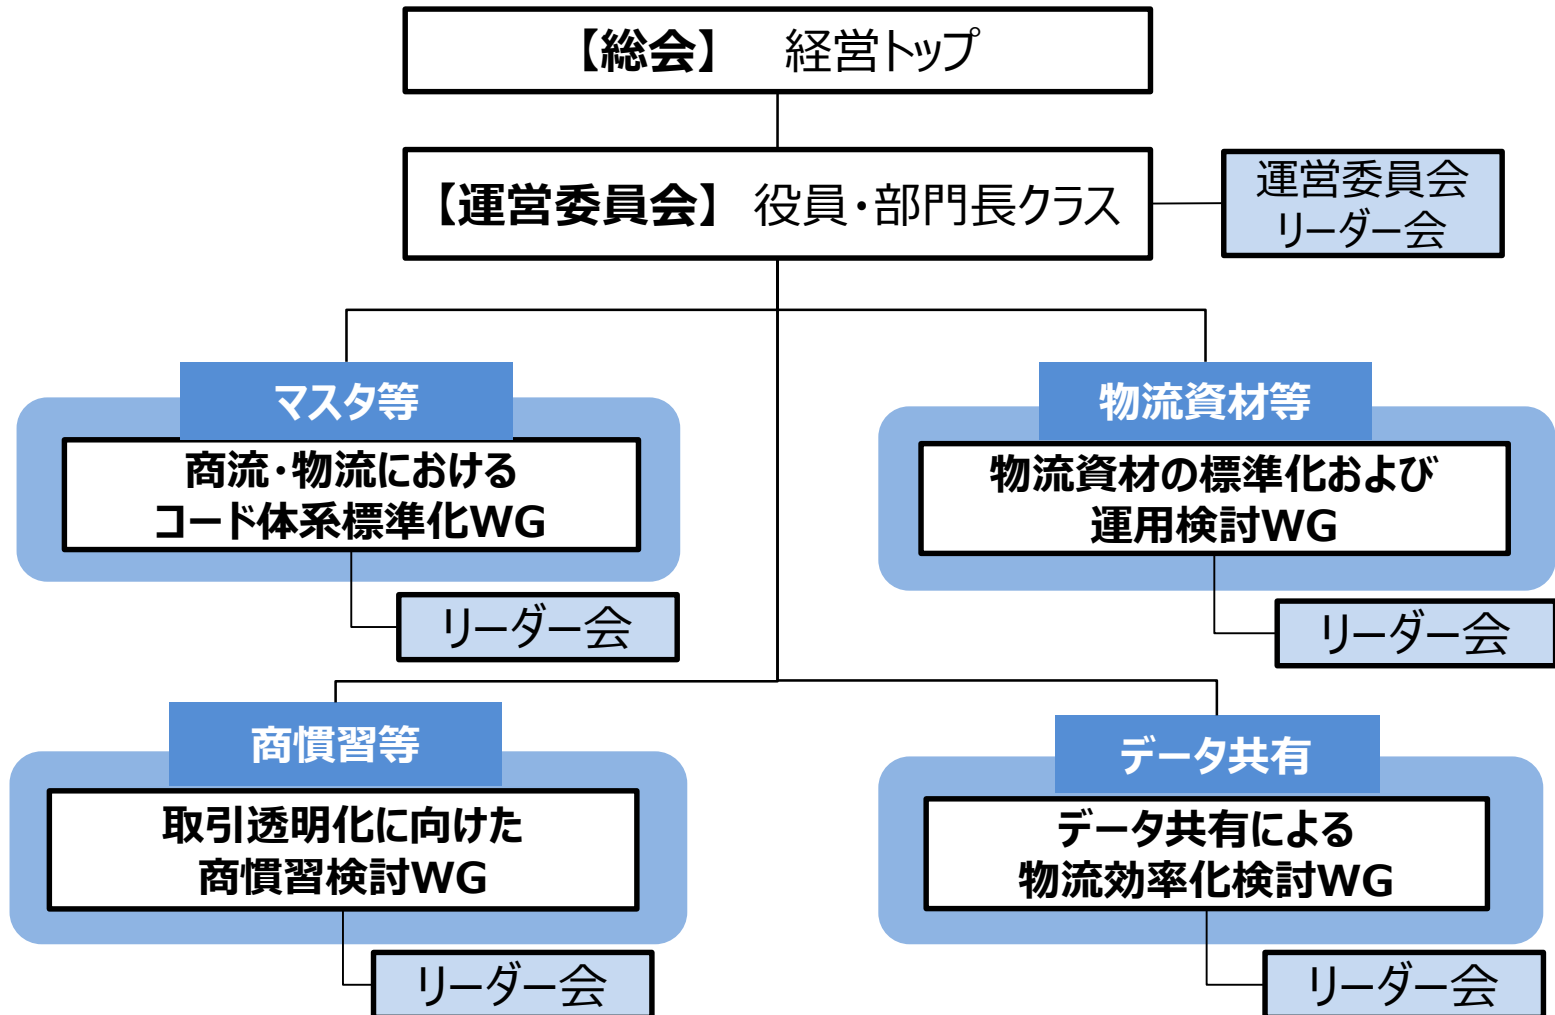 【総会】 経営トップ
【運営委員会】 役員・部門長クラス
運営委員会
リーダー会
マスタ等
商流・物流における
コード体系標準化WG
リーダー会
物流資材等
物流資材の標準化および
運用検討WG
リーダー会
商慣習等
取引透明化に向けた
商慣習検討WG
リーダー会
データ共有
データ共有による
物流効率化検討WG
リーダー会